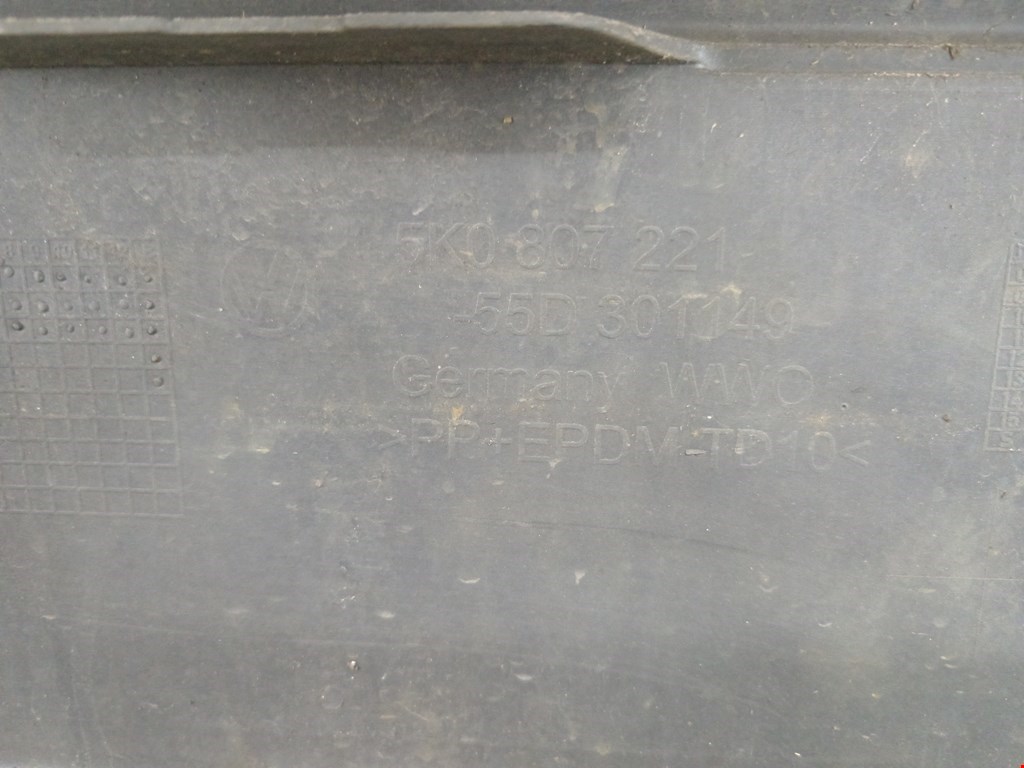 5K0 807 221
55D 301149
Germany WWO
>PP+EPDM-TD10<